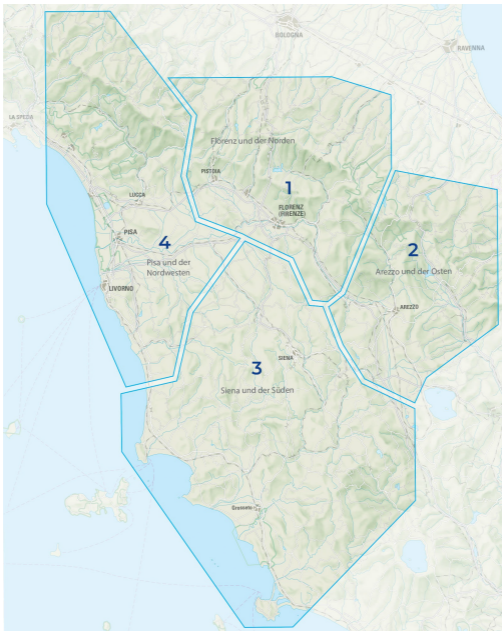 BOLOGNA
RAVENNA
LA SPEZIA
Florenz und der Norden
PISTOIA
1
LUCCA
FLORENZ
(FIRENZE)
PISA
4
Pisa und der
Nordwesten
2
Arezzo und der Osten
LIVORNO
AREZZO
SIENA
3
Siena und der Süden
Grosseto